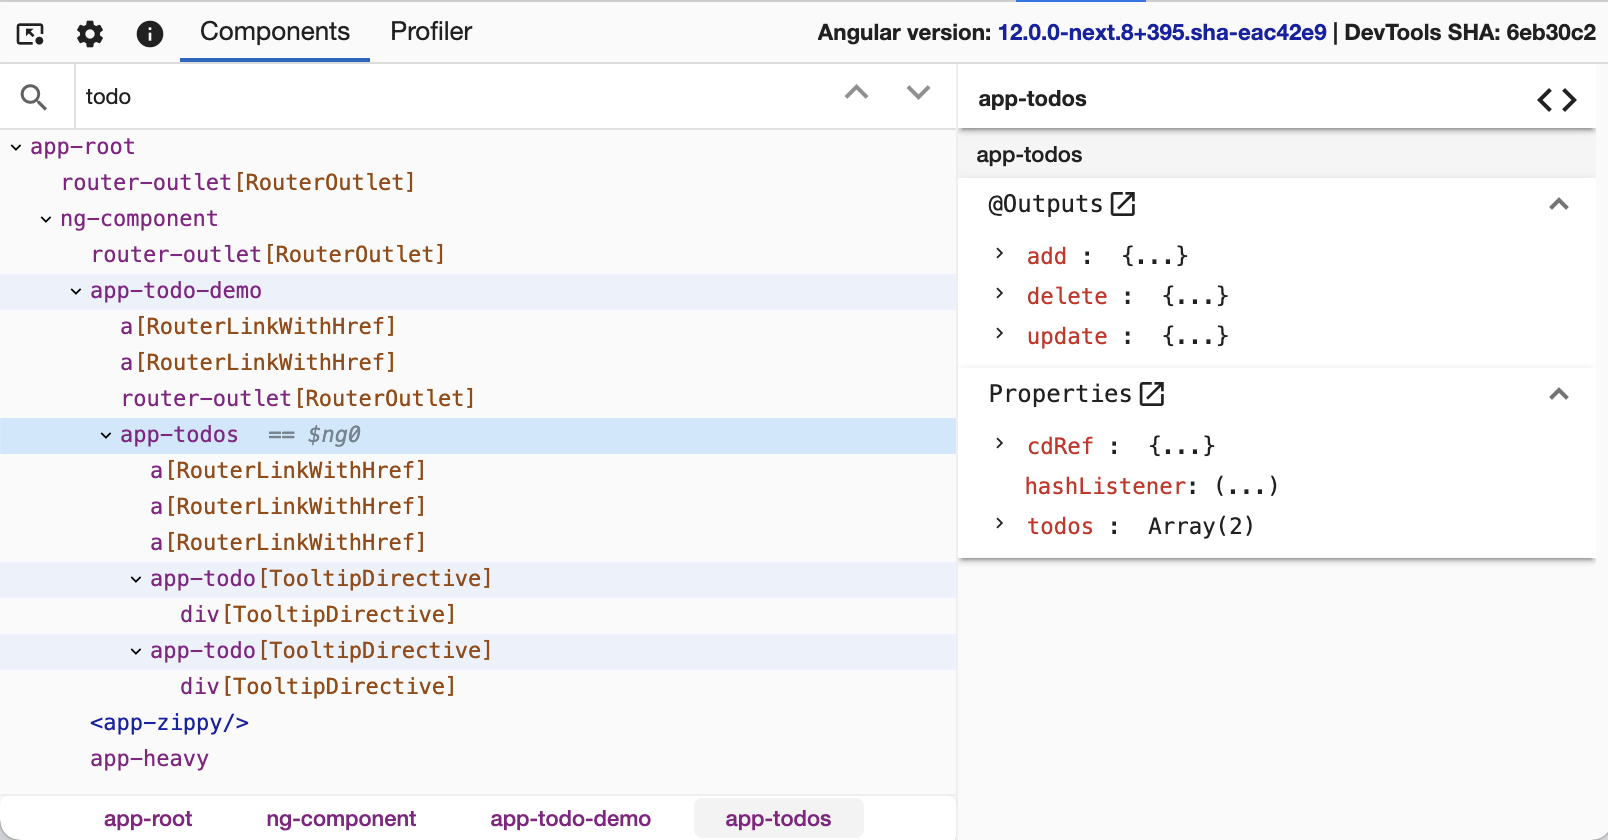 Components Profiler Angular version: 12.0.0-next.8+395.sha-eac42e9 | DevTools SHA: 6eb30c2
todo
app-root
router-outlet[RouterOutlet]
ng-component
router-outlet[RouterOutlet]
app-todo-demo
a[RouterLinkWithHref]
a[RouterLinkWithHref]
router-outlet[RouterOutlet]
app-todos == $ng0
a[RouterLinkWithHref]
a[RouterLinkWithHref]
a[RouterLinkWithHref]
app-todo[TooltipDirective]
div[TooltipDirective]
app-todo[TooltipDirective]
div[TooltipDirective]
<app-zippy/>
app-heavy
app-root ng-component app-todo-demo app-todos
app-todos
app-todos
@Outputs
add : {...}
delete : {...}
update : {...}
Properties
cdRef : {...}
hashListener: (...)
todos : Array(2)